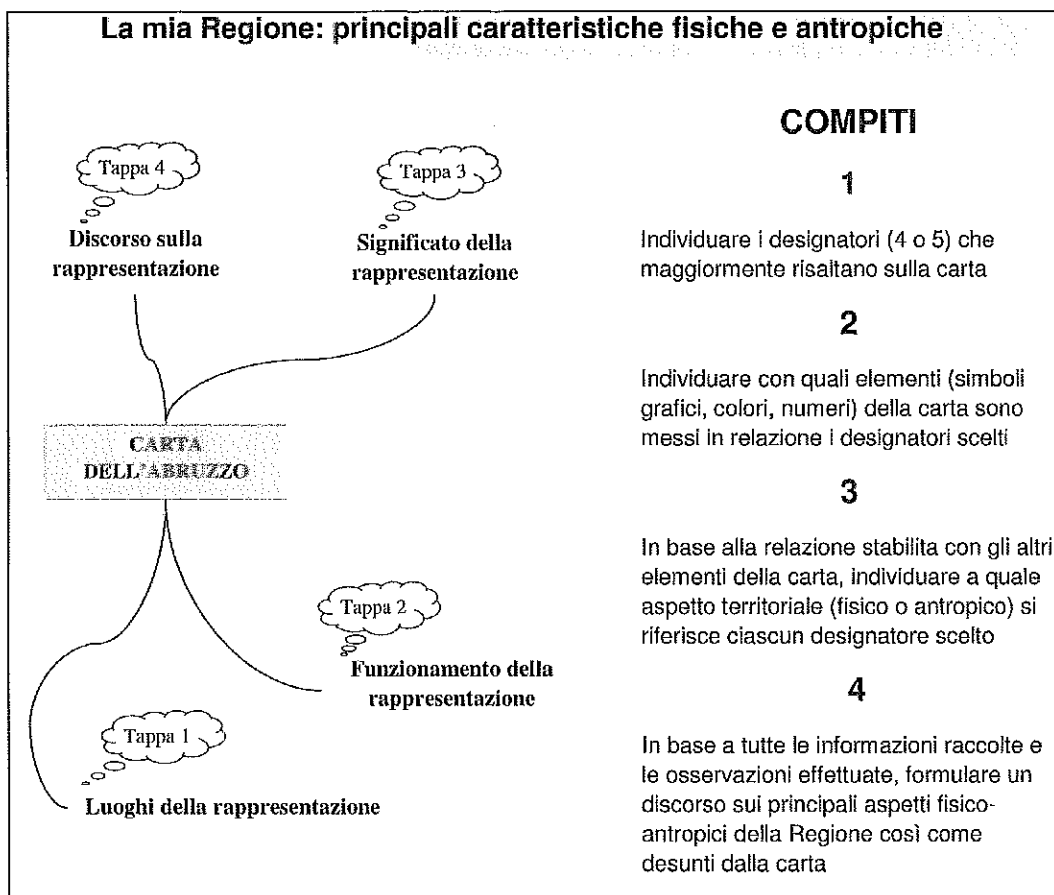 La mia Regione: principali caratteristiche fisiche e antropiche
Tappa 4
Discorso sulla
rappresentazione
Tappa 3
Significato della
rappresentazione
CARTA
DELL'ABRUZZO
Tappa 2
Funzionamento della
rappresentazione
Tappa 1
Luoghi della rappresentazione
COMPITI
1
Individuare i designatori (4 o 5) che
maggiormente risaltano sulla carta
2
Individuare con quali elementi (simboli
grafici, colori, numeri) della carta sono
messi in relazione i designatori scelti
3
In base alla relazione stabilita con gli altri
elementi della carta, individuare a quale
aspetto territoriale (fisico o antropico) si
riferisce ciascun designatore scelto
4
In base a tutte le informazioni raccolte e
le osservazioni effettuate, formulare un
discorso sui principali aspetti fisico-
antropici della Regione così come
desunti dalla carta